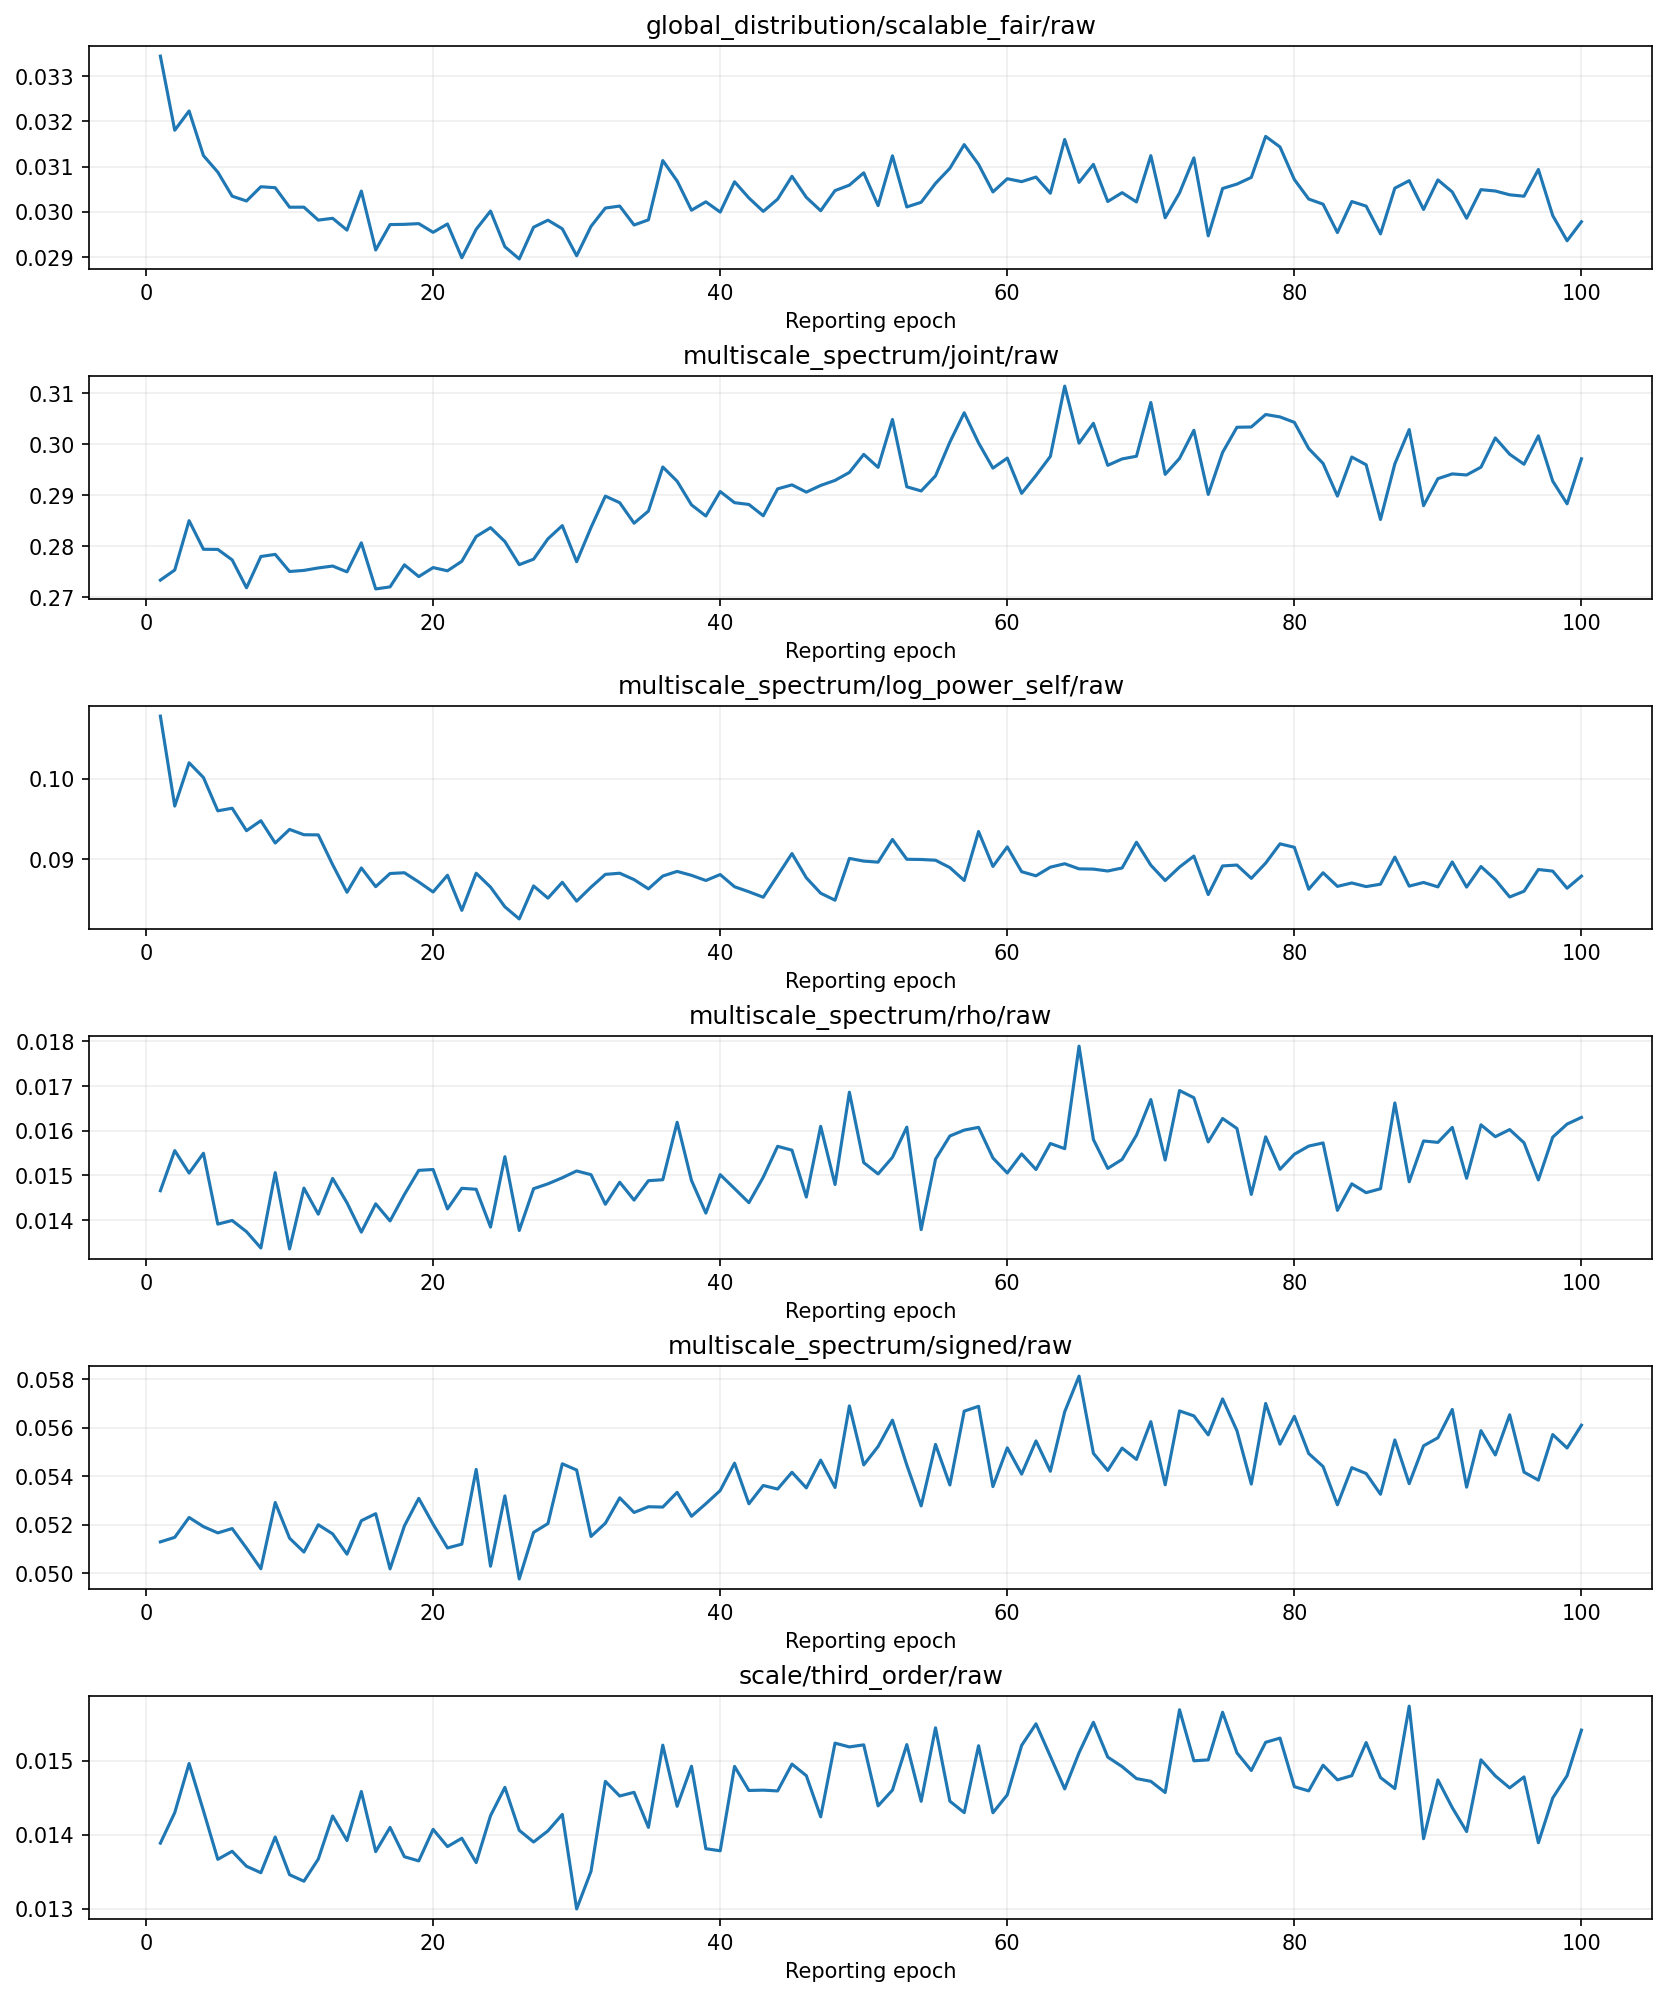 global_distribution/scalable_fair/raw
0.033
0.032
0.031
0.030
0.029
0 20 40 60 80 100
Reporting epoch
multiscale_spectrum/joint/raw
0.31
0.30
0.29
0.28
0.27
0 20 40 60 80 100
Reporting epoch
multiscale_spectrum/log_power_self/raw
0.10
0.09
0 20 40 60 80 100
Reporting epoch
multiscale_spectrum/rho/raw
0.018
0.017
0.016
0.015
0.014
0 20 40 60 80 100
Reporting epoch
multiscale_spectrum/signed/raw
0.058
0.056
0.054
0.052
0.050
0 20 40 60 80 100
Reporting epoch
scale/third_order/raw
0.015
0.014
0.013
0 20 40 60 80 100
Reporting epoch